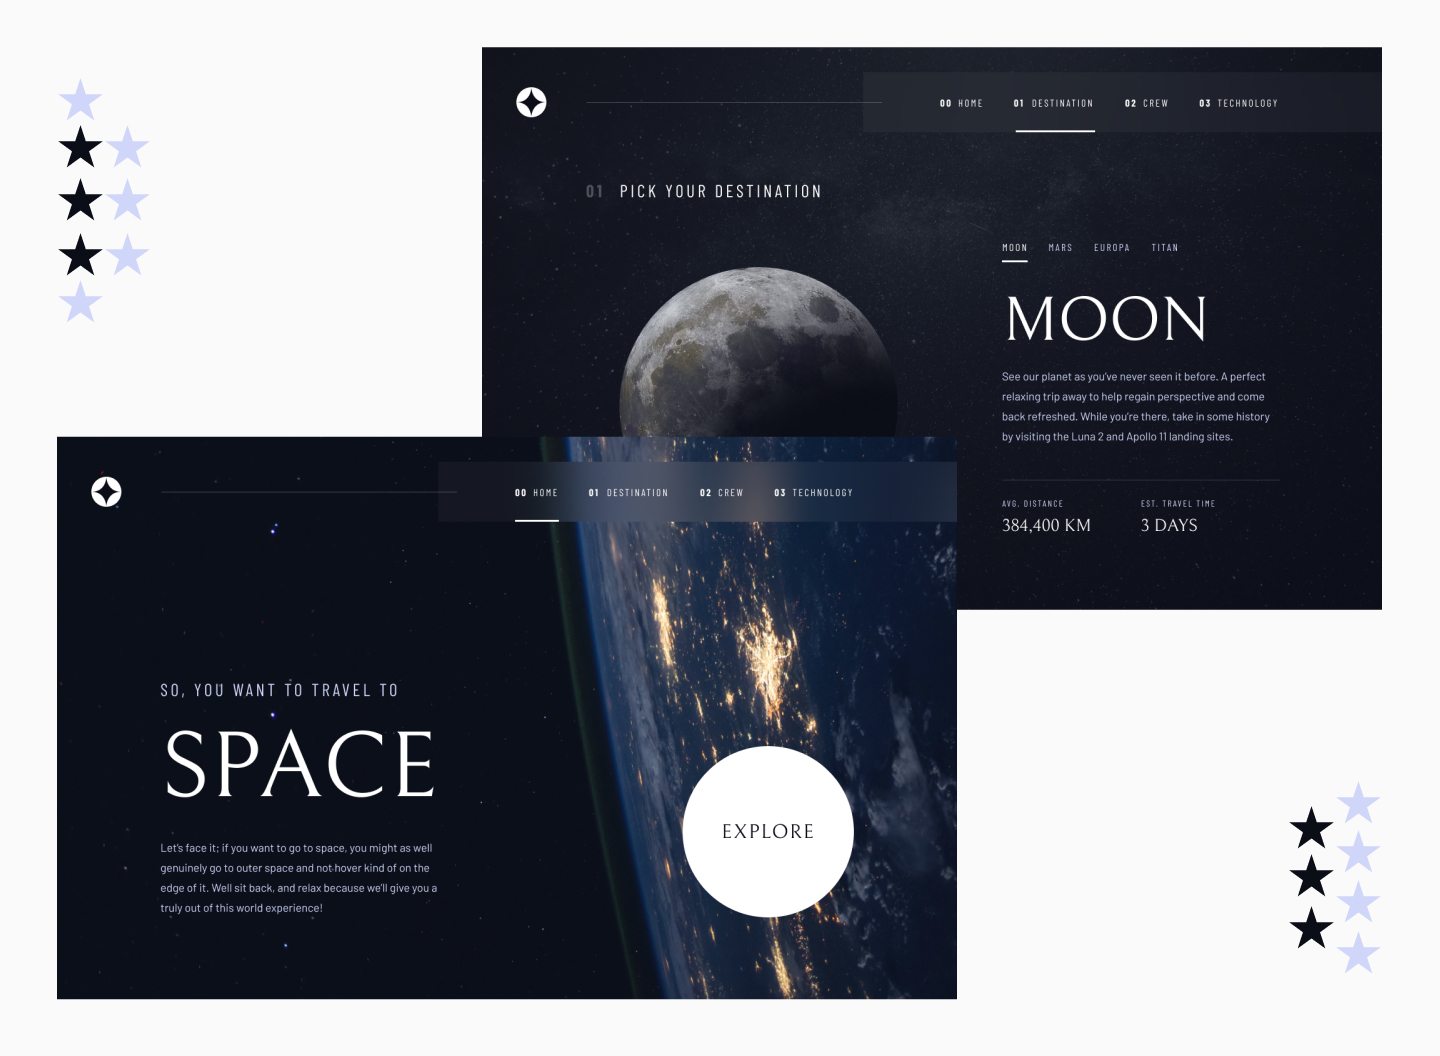 00 HOME 01 DESTINATION 02 CREW 03 TECHNOLOGY
01 PICK YOUR DESTINATION
MOON MARS EUROPA TITAN
MOON
See our planet as you've never seen it before. A perfect
relaxing trip away to help regain perspective and come
back refreshed. While you're there, take in some history
by visiting the Luna 2 and Apollo 11 landing sites.
AVG. DISTANCE EST. TRAVEL TIME
384,400 KM 3 DAYS
00 HOME 01 DESTINATION 02 CREW 03 TECHNOLOGY
SO, YOU WANT TO TRAVEL TO
SPACE
Let's face it; if you want to go to space, you might as well
genuinely go to outer space and not hover kind of on the
edge of it. Well sit back, and relax because we'll give you a
truly out of this world experience!
EXPLORE